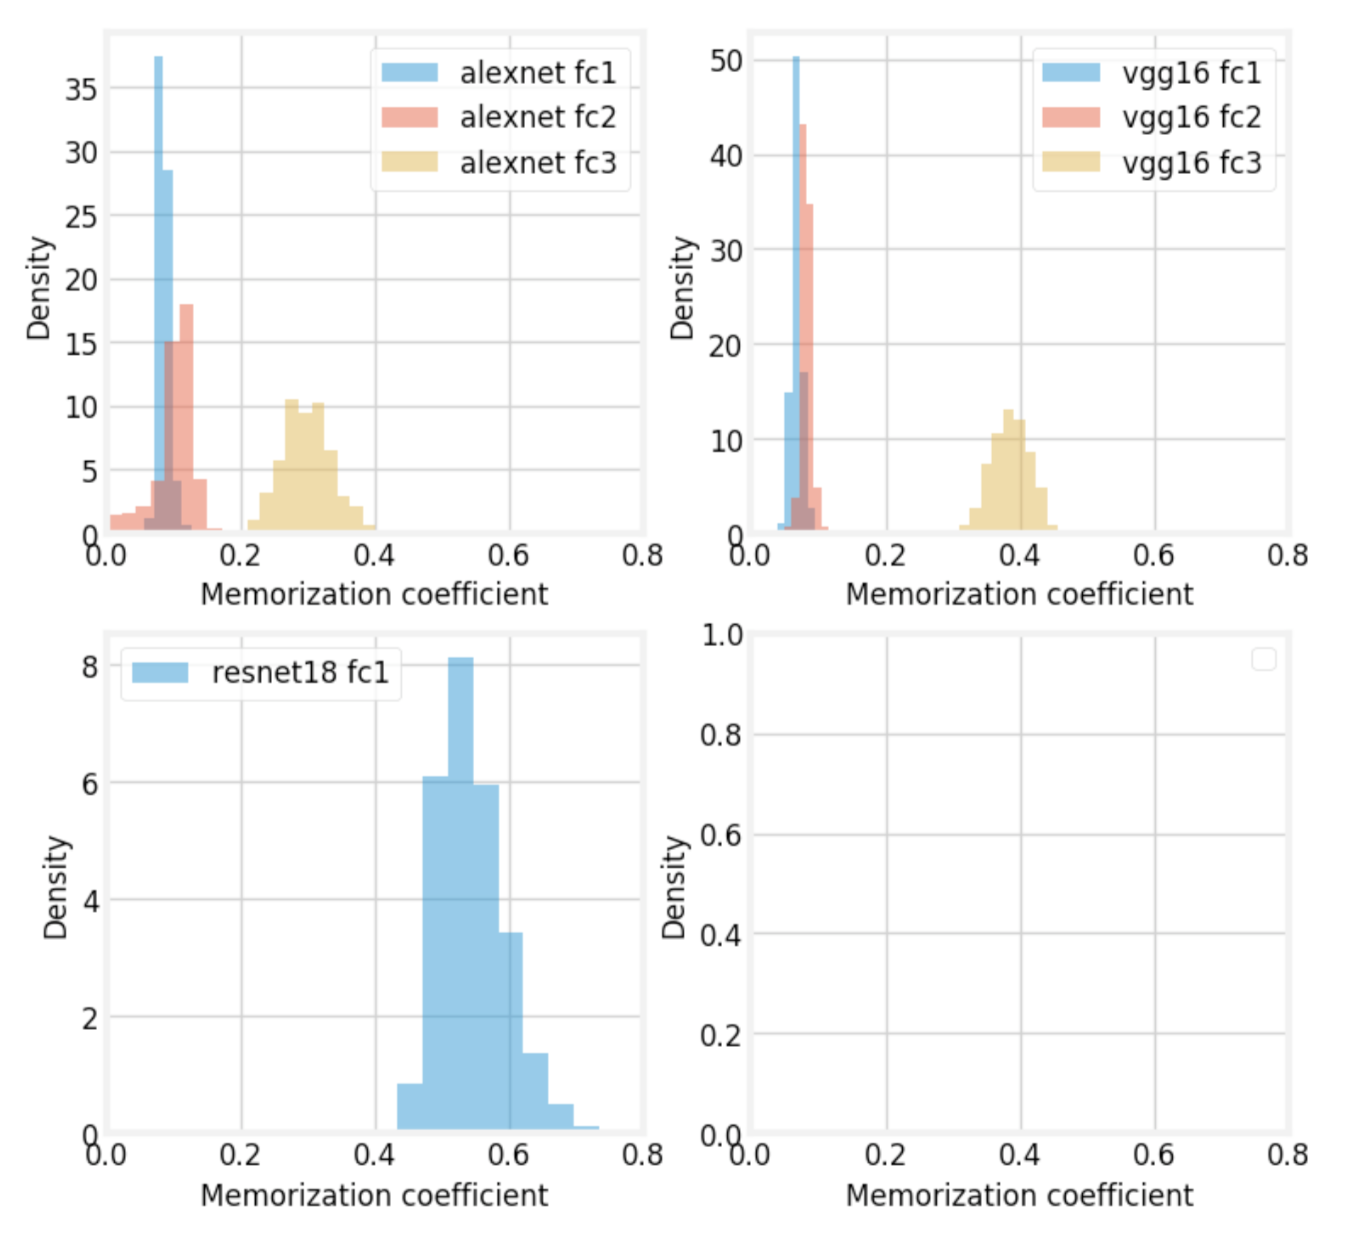 alexnet fc1
alexnet fc2
alexnet fc3
35
30
25
20
15
10
5
0
Density
0.0 0.2 0.4 0.6 0.8
Memorization coefficient
vgg16 fc1
vgg16 fc2
vgg16 fc3
50
40
30
20
10
0
Density
0.0 0.2 0.4 0.6 0.8
Memorization coefficient
resnet18 fc1
8
6
4
2
0
Density
0.0 0.2 0.4 0.6 0.8
Memorization coefficient
1.0
0.8
0.6
0.4
0.2
0.0
Density
0.0 0.2 0.4 0.6 0.8
Memorization coefficient